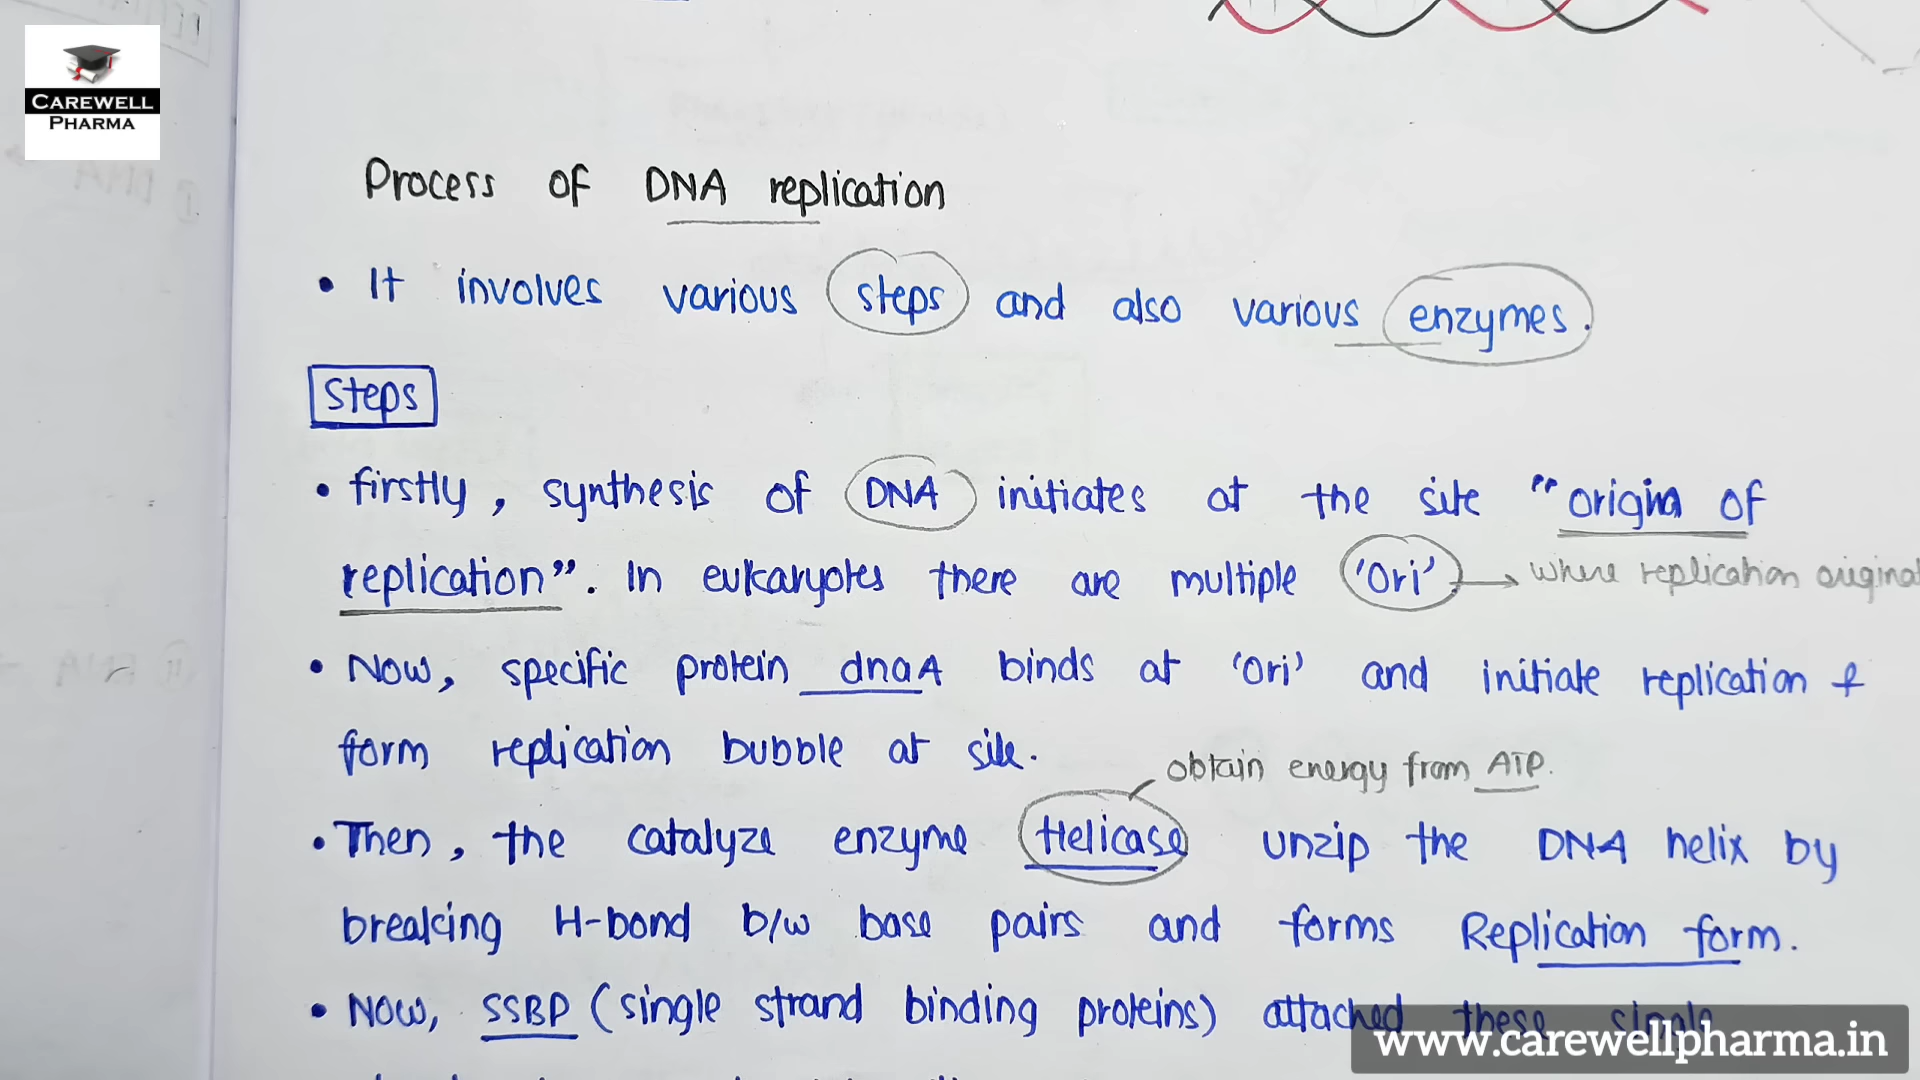 CAREWELL
PHARMA
Process of DNA replication
• It involves various steps and also various enzymes.
Steps
• firstly, synthesis of DNA initiates at the site "origin of
replication". In eukaryotes there are multiple 'Ori' → where replication original
• Now, specific protein dnaA binds at 'Ori' and initiate replication &
form replication bubble at site.
obtain energy from ATP.
• Then, the catalyze enzyme Helicase unzip the DNA helix by
breaking H-bond b/w base pairs and forms Replication form.
• Now, SSBP (single strand binding proteins) attached these single
www.carewellpharma.in